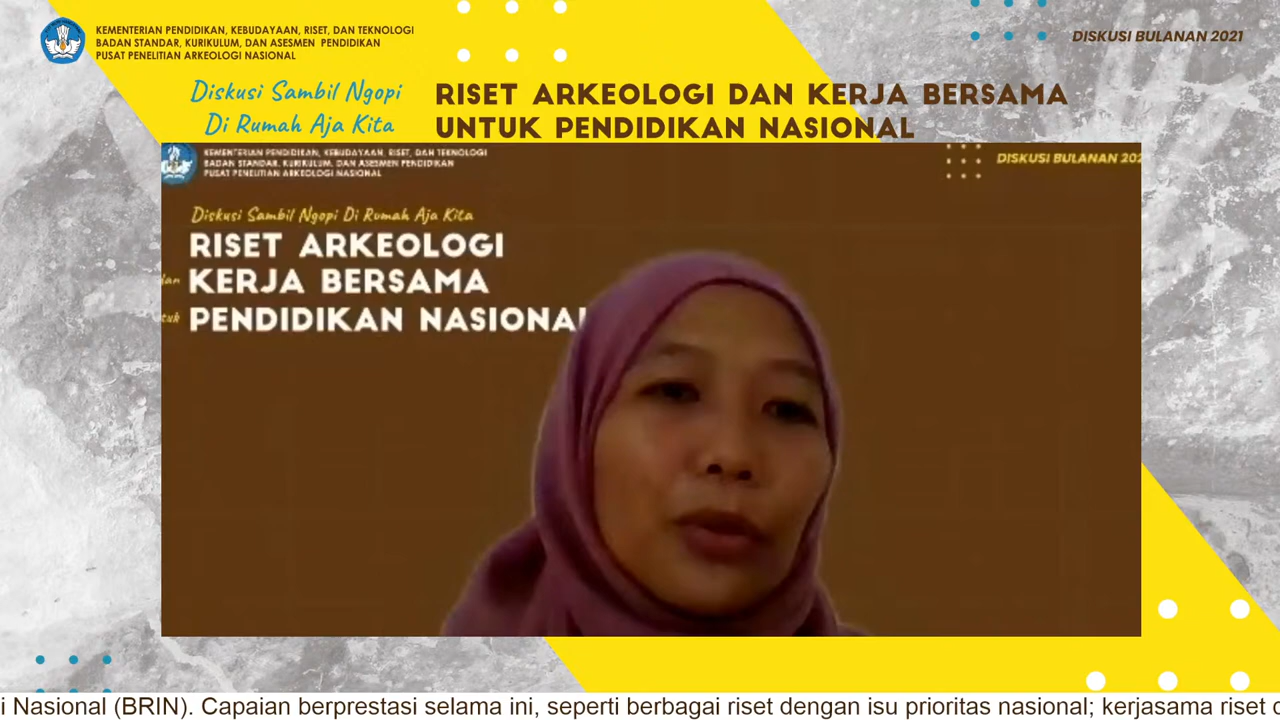 KEMENTERIAN PENDIDIKAN, KEBUDAYAAN, RISET, DAN TEKNOLOGI
BADAN STANDAR, KURIKULUM, DAN ASESMEN PENDIDIKAN
PUSAT PENELITIAN ARKEOLOGI NASIONAL
DISKUSI BULANAN 2021
Diskusi Sambil Ngopi
Di Rumah Aja Kita
RISET ARKEOLOGI DAN KERJA BERSAMA
UNTUK PENDIDIKAN NASIONAL
KEMENTERIAN PENDIDIKAN, KEBUDAYAAN, RISET, DAN TEKNOLOGI
BADAN STANDAR, KURIKULUM, DAN ASESMEN PENDIDIKAN
PUSAT PENELITIAN ARKEOLOGI NASIONAL
DISKUSI BULANAN 202
Diskusi Sambil Ngopi Di Rumah Aja Kita
RISET ARKEOLOGI
dan KERJA BERSAMA
tuk PENDIDIKAN NASIONAL
i Nasional (BRIN). Capaian berprestasi selama ini, seperti berbagai riset dengan isu prioritas nasional; kerjasama riset